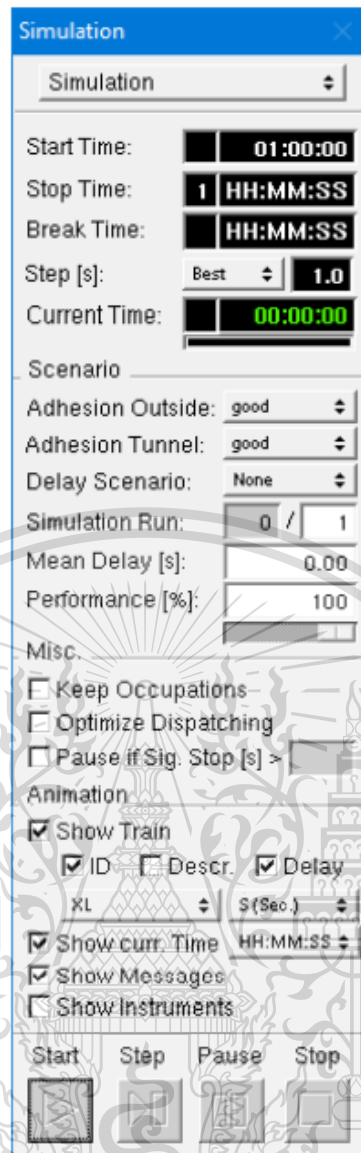 Simulation
Simulation
Start Time: 01:00:00
Stop Time: 1 HH:MM:SS
Break Time: HH:MM:SS
Step [s]: Best 1.0
Current Time: 00:00:00
Scenario
Adhesion Outside: good
Adhesion Tunnel: good
Delay Scenario: None
Simulation Run: 0 / 1
Mean Delay [s]: 0.00
Performance [%]: 100
Misc.
Keep Occupations
Optimize Dispatching
Pause if Sig. Stop [s] >
Animation
Show Train
ID Descr. Delay
XL S(Sec.)
Show curr. Time HH:MM:SS
Show Messages
Show Instruments
Start Step Pause Stop